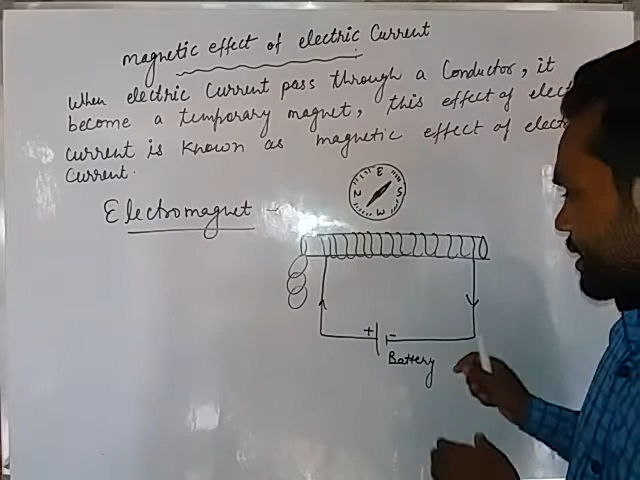 magnetic effect of electric Current
When electric Current pass through a Conductor, it
become a temporary magnet, this effect of elect
current is known as magnetic effect of elect
Current.
Electromagnet -
E
N S
W
+ -
Battery